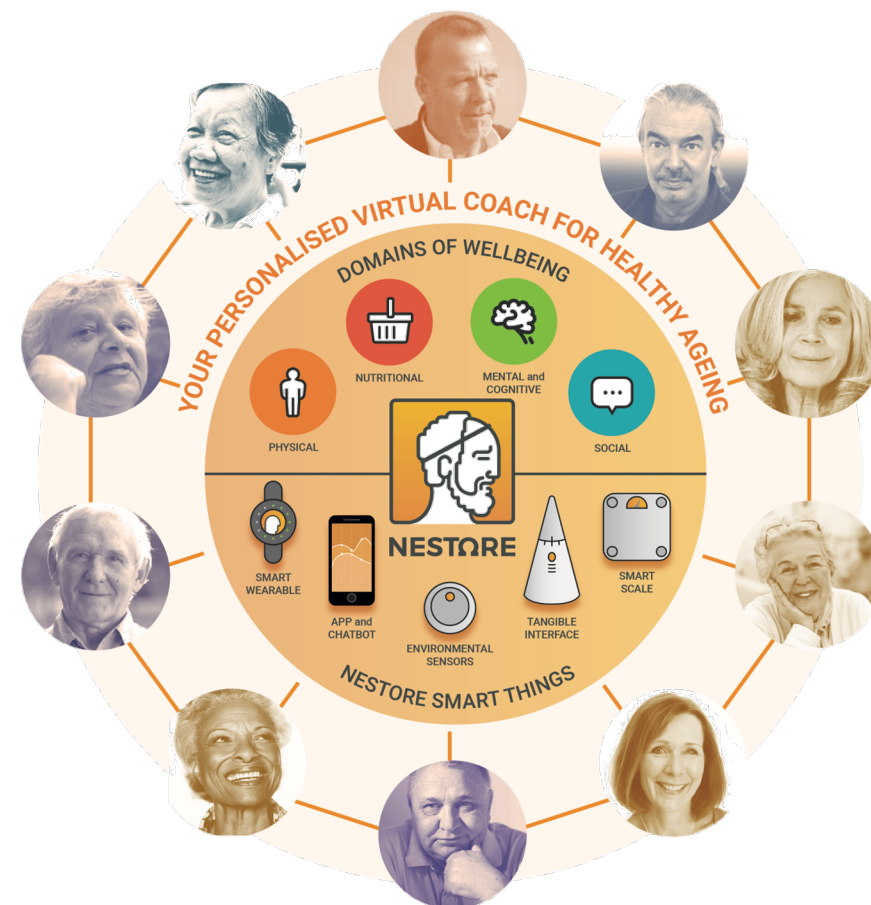 YOUR PERSONALISED VIRTUAL COACH FOR HEALTHY AGEING
DOMAINS OF WELLBEING
NUTRITIONAL
MENTAL and
COGNITIVE
PHYSICAL
SOCIAL
NESTORE
SMART
WEARABLE
APP and
CHATBOT
ENVIRONMENTAL
SENSORS
TANGIBLE
INTERFACE
SMART
SCALE
NESTORE SMART THINGS